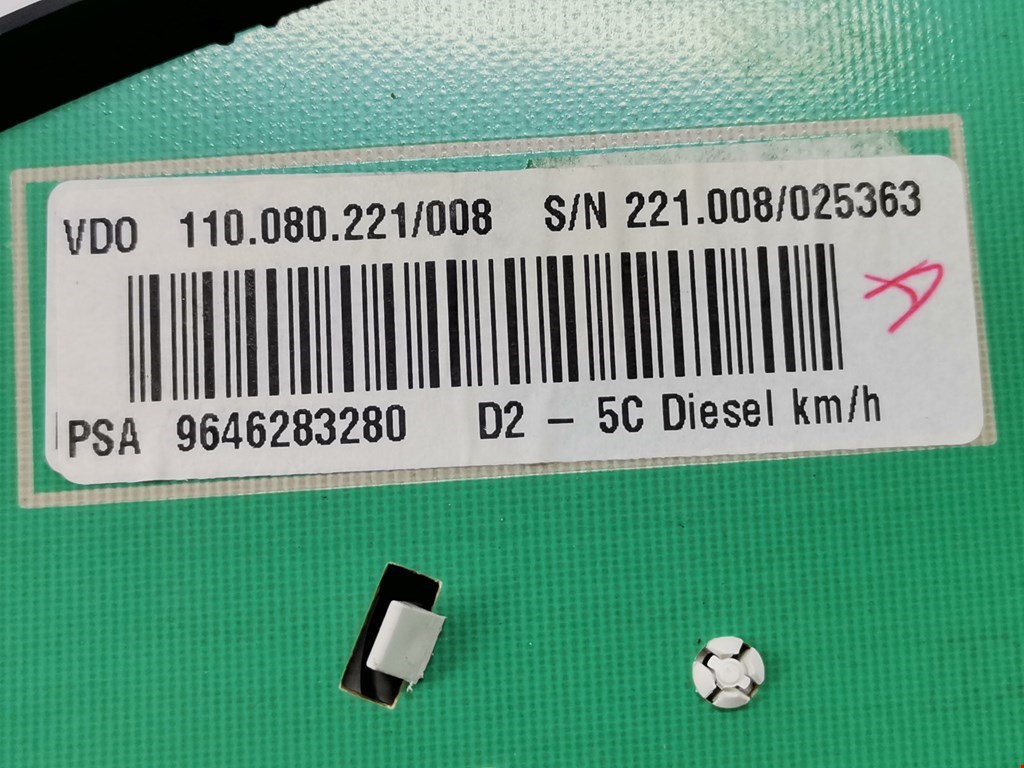 VDO 110.080.221/008 S/N 221.008/025363
PSA 9646283280 D2 – 5C Diesel km/h